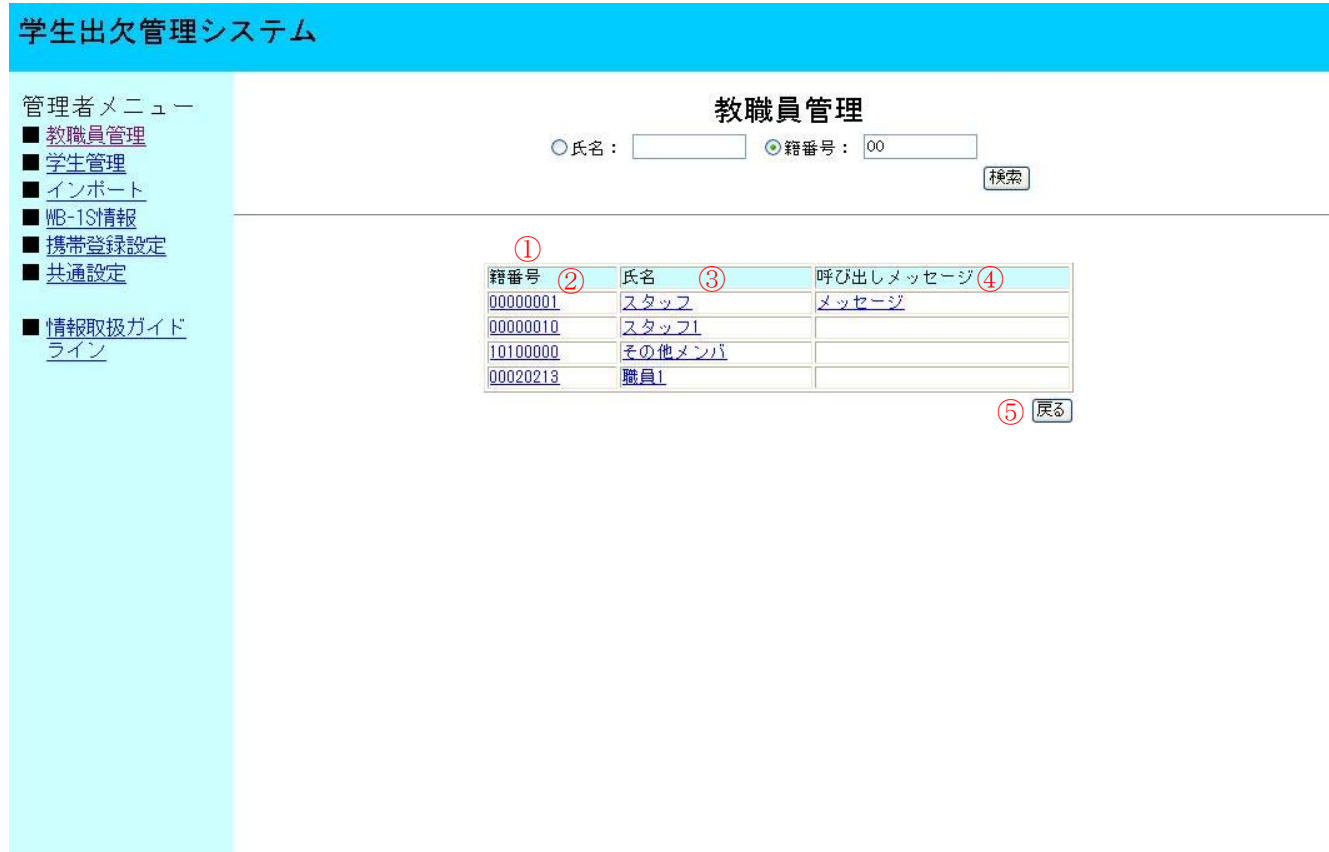 学生出欠管理システム
管理者メニュー
■ 教職員管理
■ 学生管理
■ インポート
■ WB-1S情報
■ 携帯登録設定
■ 共通設定
■ 情報取扱ガイド
ライン
教職員管理
氏名： 籍番号： 00
検索
①
籍番号 ② 氏名 ③ 呼び出しメッセージ ④
00000001 スタッフ メッセージ
00000010 スタッフ1
10100000 その他メンバ
00020213 職員1
⑤ 戻る